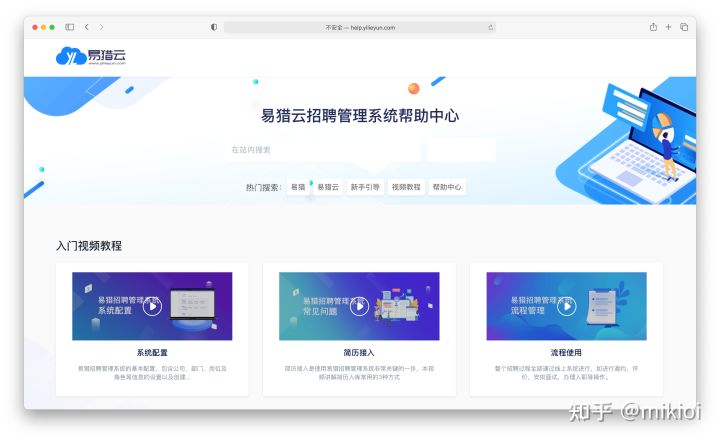 不安全 — help.yilieyun.com
易猎云
www.yilieyun.com
易猎云招聘管理系统帮助中心
在站内搜索
热门搜索： 易猎 易猎云 新手引导 视频教程 帮助中心
入门视频教程
易猎招聘管理系统
系统配置
易猎招聘管理系统
常见问题
易猎招聘管理系统
流程管理
系统配置
易猎招聘管理系统的基本配置，包含公司、部门、岗位及
角色等信息的设置以及创建...
简历接入
简历接入是使用易猎招聘管理系统非常关键的一步，本视
频讲解简历入库常用的3种方式
流程使用
整个招聘过程全部通过线上系统进行，如进行邀约、评
价、安排面试、办理入职等操作。
知乎 @mikioi